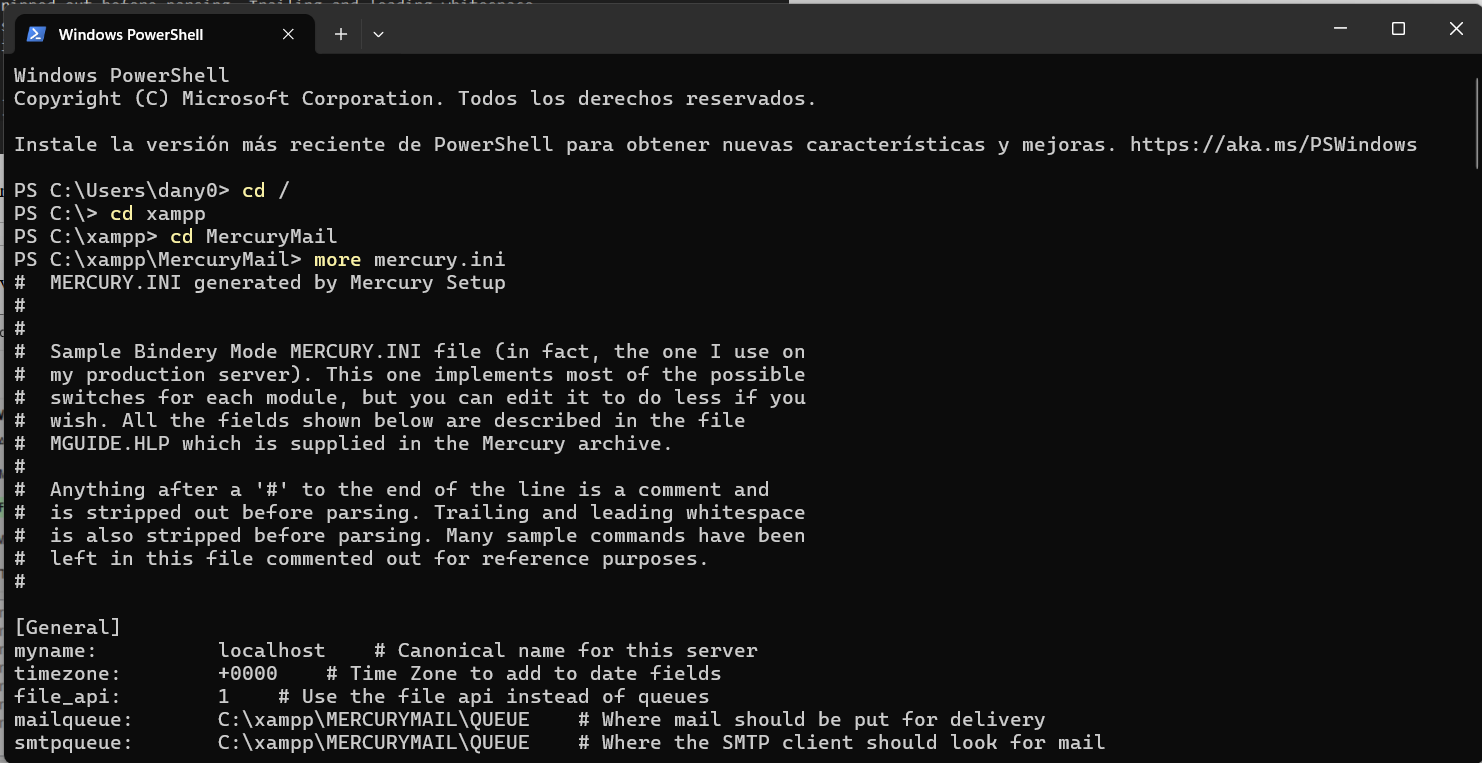 Windows PowerShell
Windows PowerShell
Copyright (C) Microsoft Corporation. Todos los derechos reservados.
Instale la versión más reciente de PowerShell para obtener nuevas características y mejoras. https://aka.ms/PSWindows
PS C:\Users\dany0> cd /
PS C:\> cd xampp
PS C:\xampp> cd MercuryMail
PS C:\xampp\MercuryMail> more mercury.ini
#  MERCURY.INI generated by Mercury Setup
#
#
#  Sample Bindery Mode MERCURY.INI file (in fact, the one I use on
#  my production server). This one implements most of the possible
#  switches for each module, but you can edit it to do less if you
#  wish. All the fields shown below are described in the file
#  MGUIDE.HLP which is supplied in the Mercury archive.
#
#  Anything after a '#' to the end of the line is a comment and
#  is stripped out before parsing. Trailing and leading whitespace
#  is also stripped before parsing. Many sample commands have been
#  left in this file commented out for reference purposes.
#
[General]
myname:          localhost    # Canonical name for this server
timezone:        +0000    # Time Zone to add to date fields
file_api:        1    # Use the file api instead of queues
mailqueue:       C:\xampp\MERCURYMAIL\QUEUE    # Where mail should be put for delivery
smtpqueue:       C:\xampp\MERCURYMAIL\QUEUE    # Where the SMTP client should look for mail